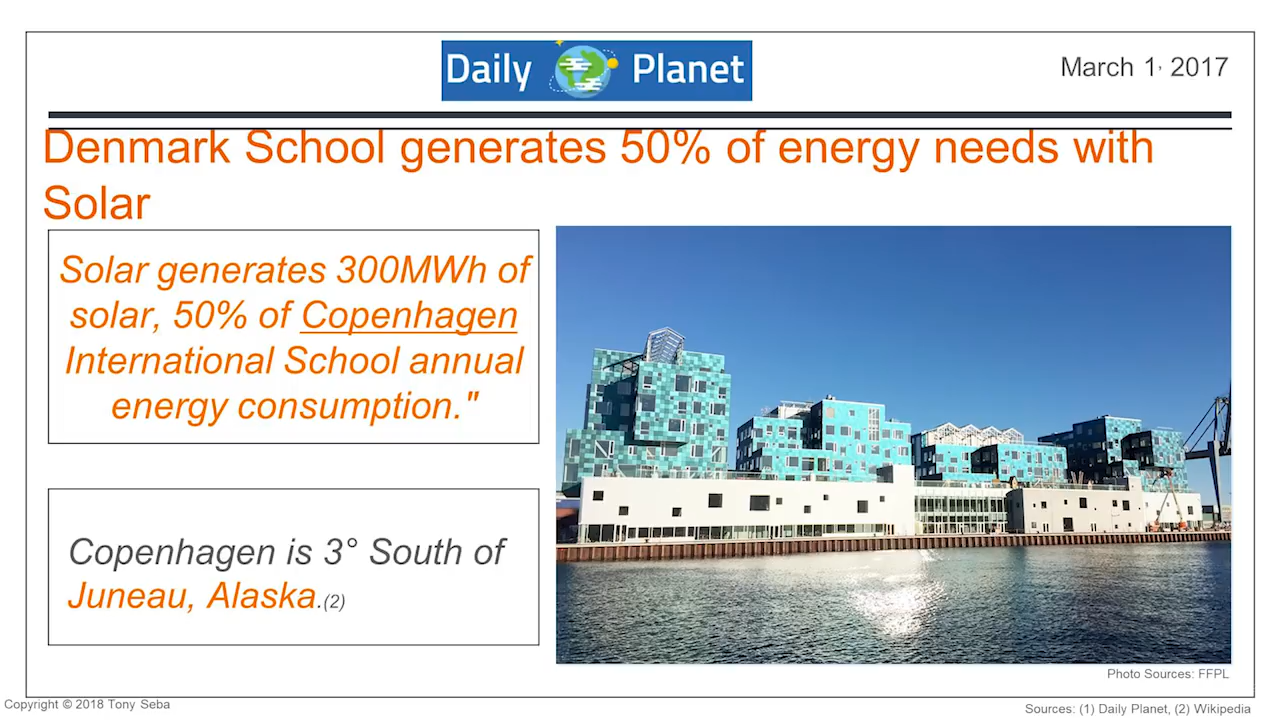 Daily Planet
March 1, 2017
Denmark School generates 50% of energy needs with
Solar
Solar generates 300MWh of
solar, 50% of Copenhagen
International School annual
energy consumption."
Copenhagen is 3° South of
Juneau, Alaska.(2)
Photo Sources: FFPL
Copyright © 2018 Tony Seba
Sources: (1) Daily Planet, (2) Wikipedia